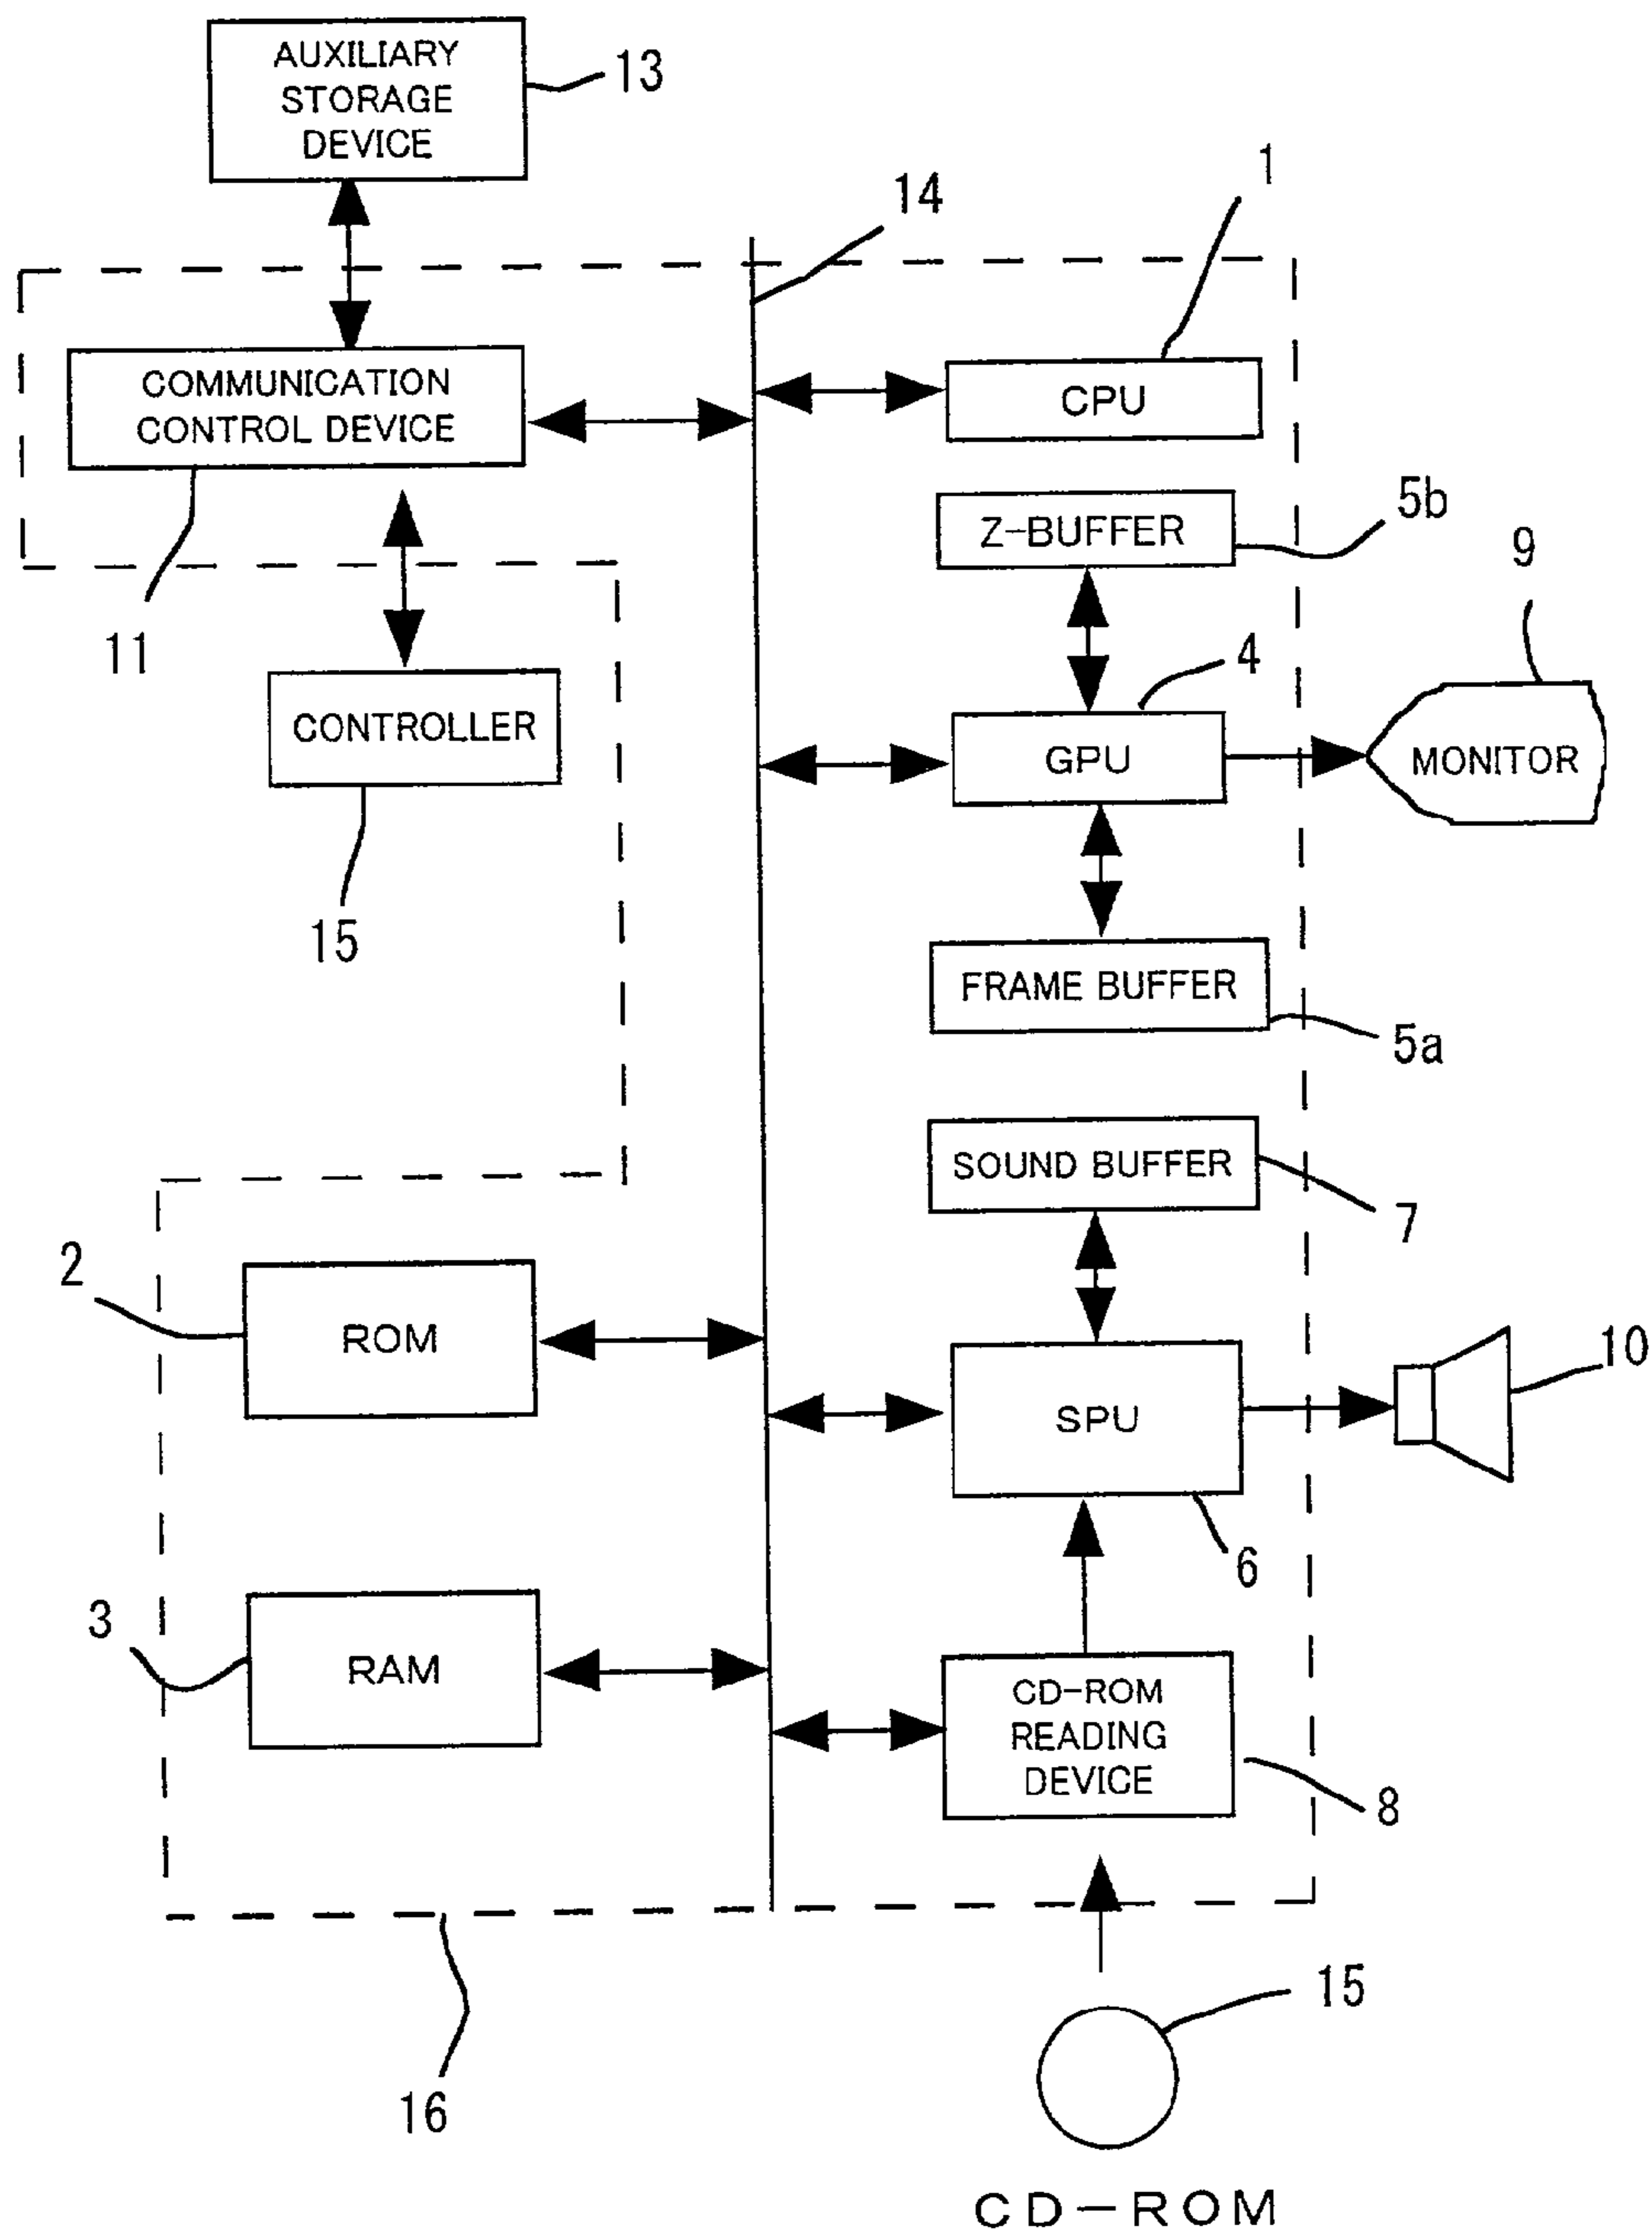 AUXILIARY
STORAGE
DEVICE
13
14
1
COMMUNICATION
CONTROL DEVICE
CPU
11
Z-BUFFER
5b
9
CONTROLLER
15
4
GPU
MONITOR
FRAME BUFFER
5a
SOUND BUFFER
7
2
ROM
SPU
10
6
3
RAM
CD-ROM
READING
DEVICE
8
16
15
CD-ROM